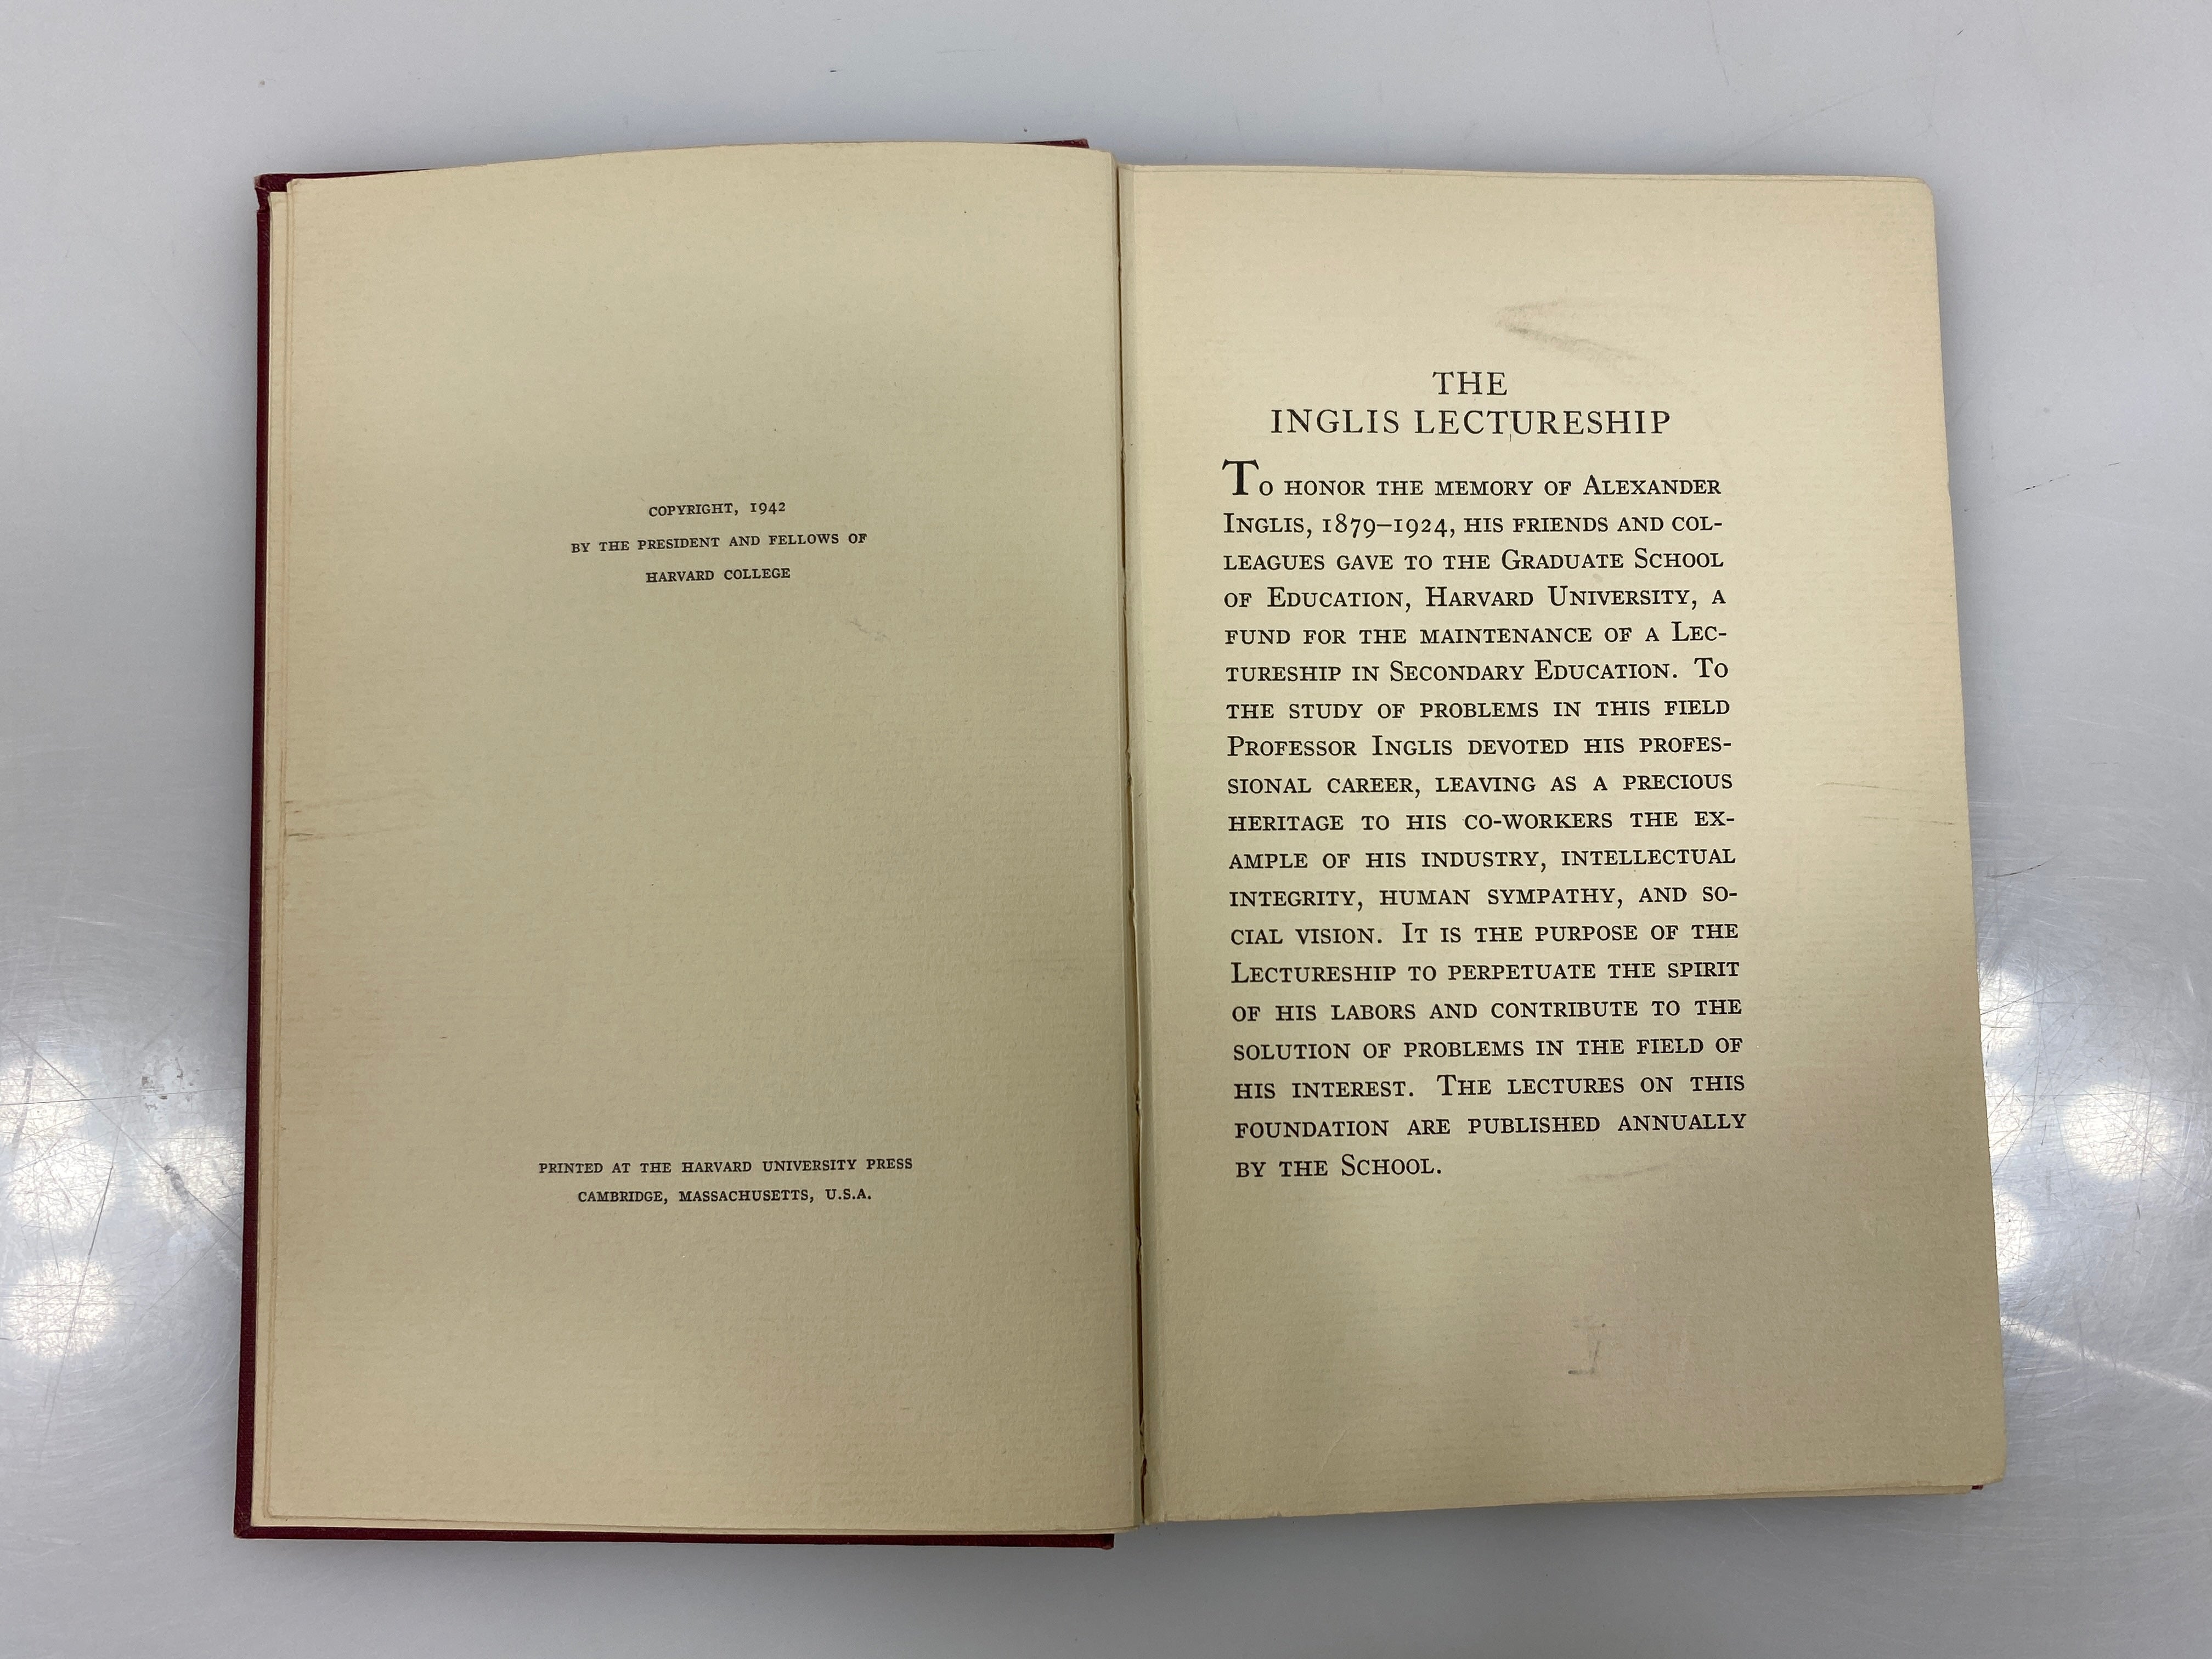 COPYRIGHT, 1942
BY THE PRESIDENT AND FELLOWS OF
HARVARD COLLEGE
PRINTED AT THE HARVARD UNIVERSITY PRESS
CAMBRIDGE, MASSACHUSETTS, U.S.A.
THE
INGLIS LECTURESHIP
TO HONOR THE MEMORY OF ALEXANDER
INGLIS, 1879–1924, HIS FRIENDS AND COL-
LEAGUES GAVE TO THE GRADUATE SCHOOL
OF EDUCATION, HARVARD UNIVERSITY, A
FUND FOR THE MAINTENANCE OF A LEC-
TURESHIP IN SECONDARY EDUCATION. TO
THE STUDY OF PROBLEMS IN THIS FIELD
PROFESSOR INGLIS DEVOTED HIS PROFES-
SIONAL CAREER, LEAVING AS A PRECIOUS
HERITAGE TO HIS CO-WORKERS THE EX-
AMPLE OF HIS INDUSTRY, INTELLECTUAL
INTEGRITY, HUMAN SYMPATHY, AND SO-
CIAL VISION. IT IS THE PURPOSE OF THE
LECTURESHIP TO PERPETUATE THE SPIRIT
OF HIS LABORS AND CONTRIBUTE TO THE
SOLUTION OF PROBLEMS IN THE FIELD OF
HIS INTEREST. THE LECTURES ON THIS
FOUNDATION ARE PUBLISHED ANNUALLY
BY THE SCHOOL.